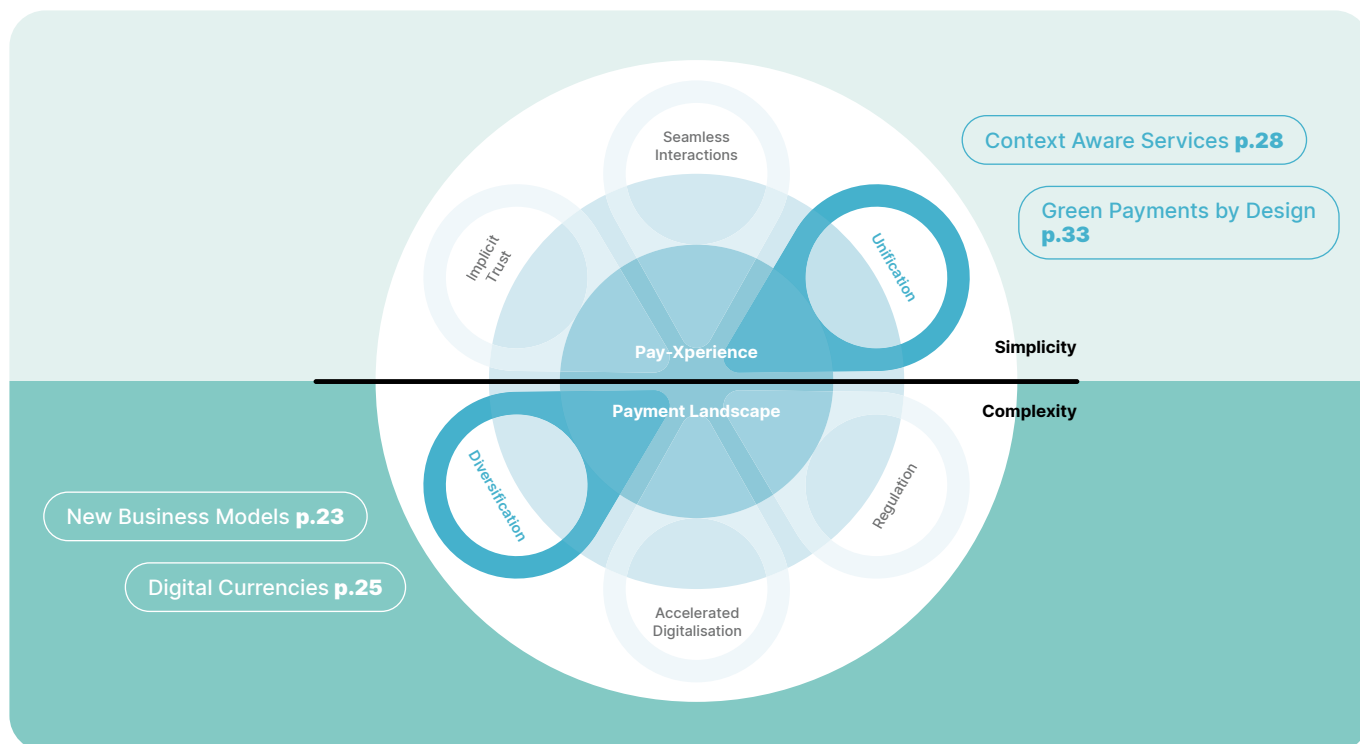 Seamless
Interactions
Context Aware Services p.28
Green Payments by Design
p.33
Implicit
Trust
Unification
Simplicity
Pay-Xperience
Payment Landscape
Complexity
Diversification
Regulation
New Business Models p.23
Digital Currencies p.25
Accelerated
Digitalisation